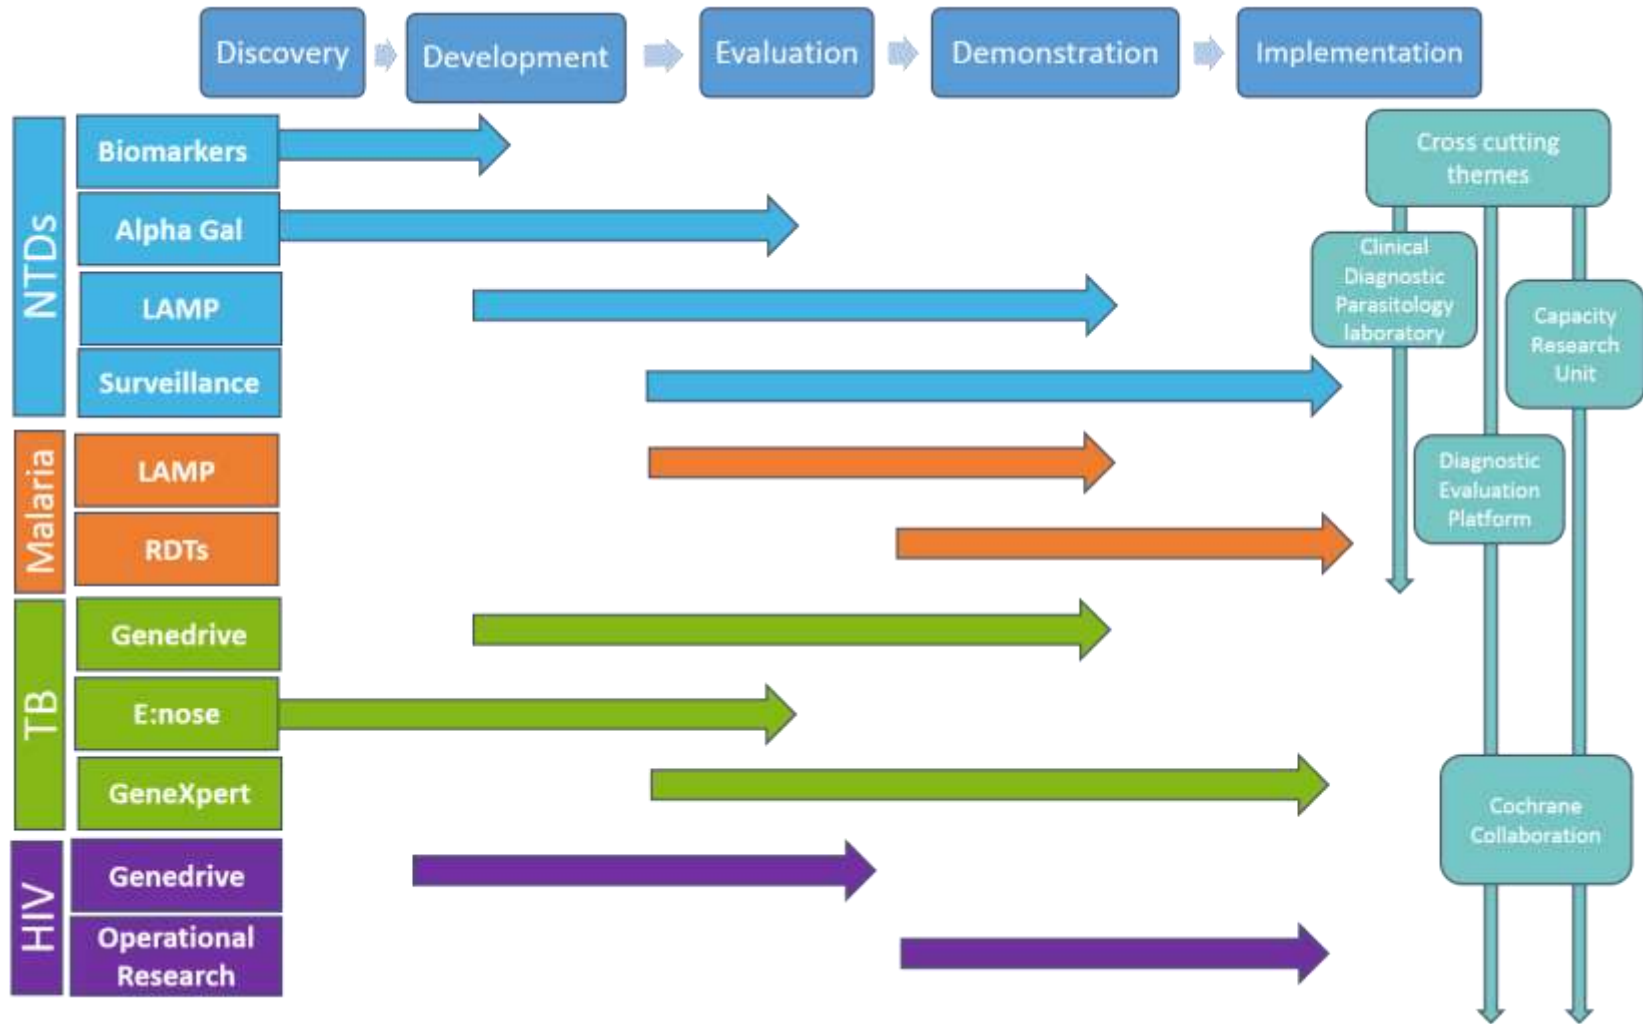 Discovery
Development
Evaluation
Demonstration
Implementation
NTDs
Biomarkers
Alpha Gal
LAMP
Surveillance
Malaria
LAMP
RDTs
TB
Genedrive
E:nose
GeneXpert
HIV
Genedrive
Operational
Research
Cross cutting
themes
Clinical
Diagnostic
Parasitology
laboratory
Capacity
Research
Unit
Diagnostic
Evaluation
Platform
Cochrane
Collaboration